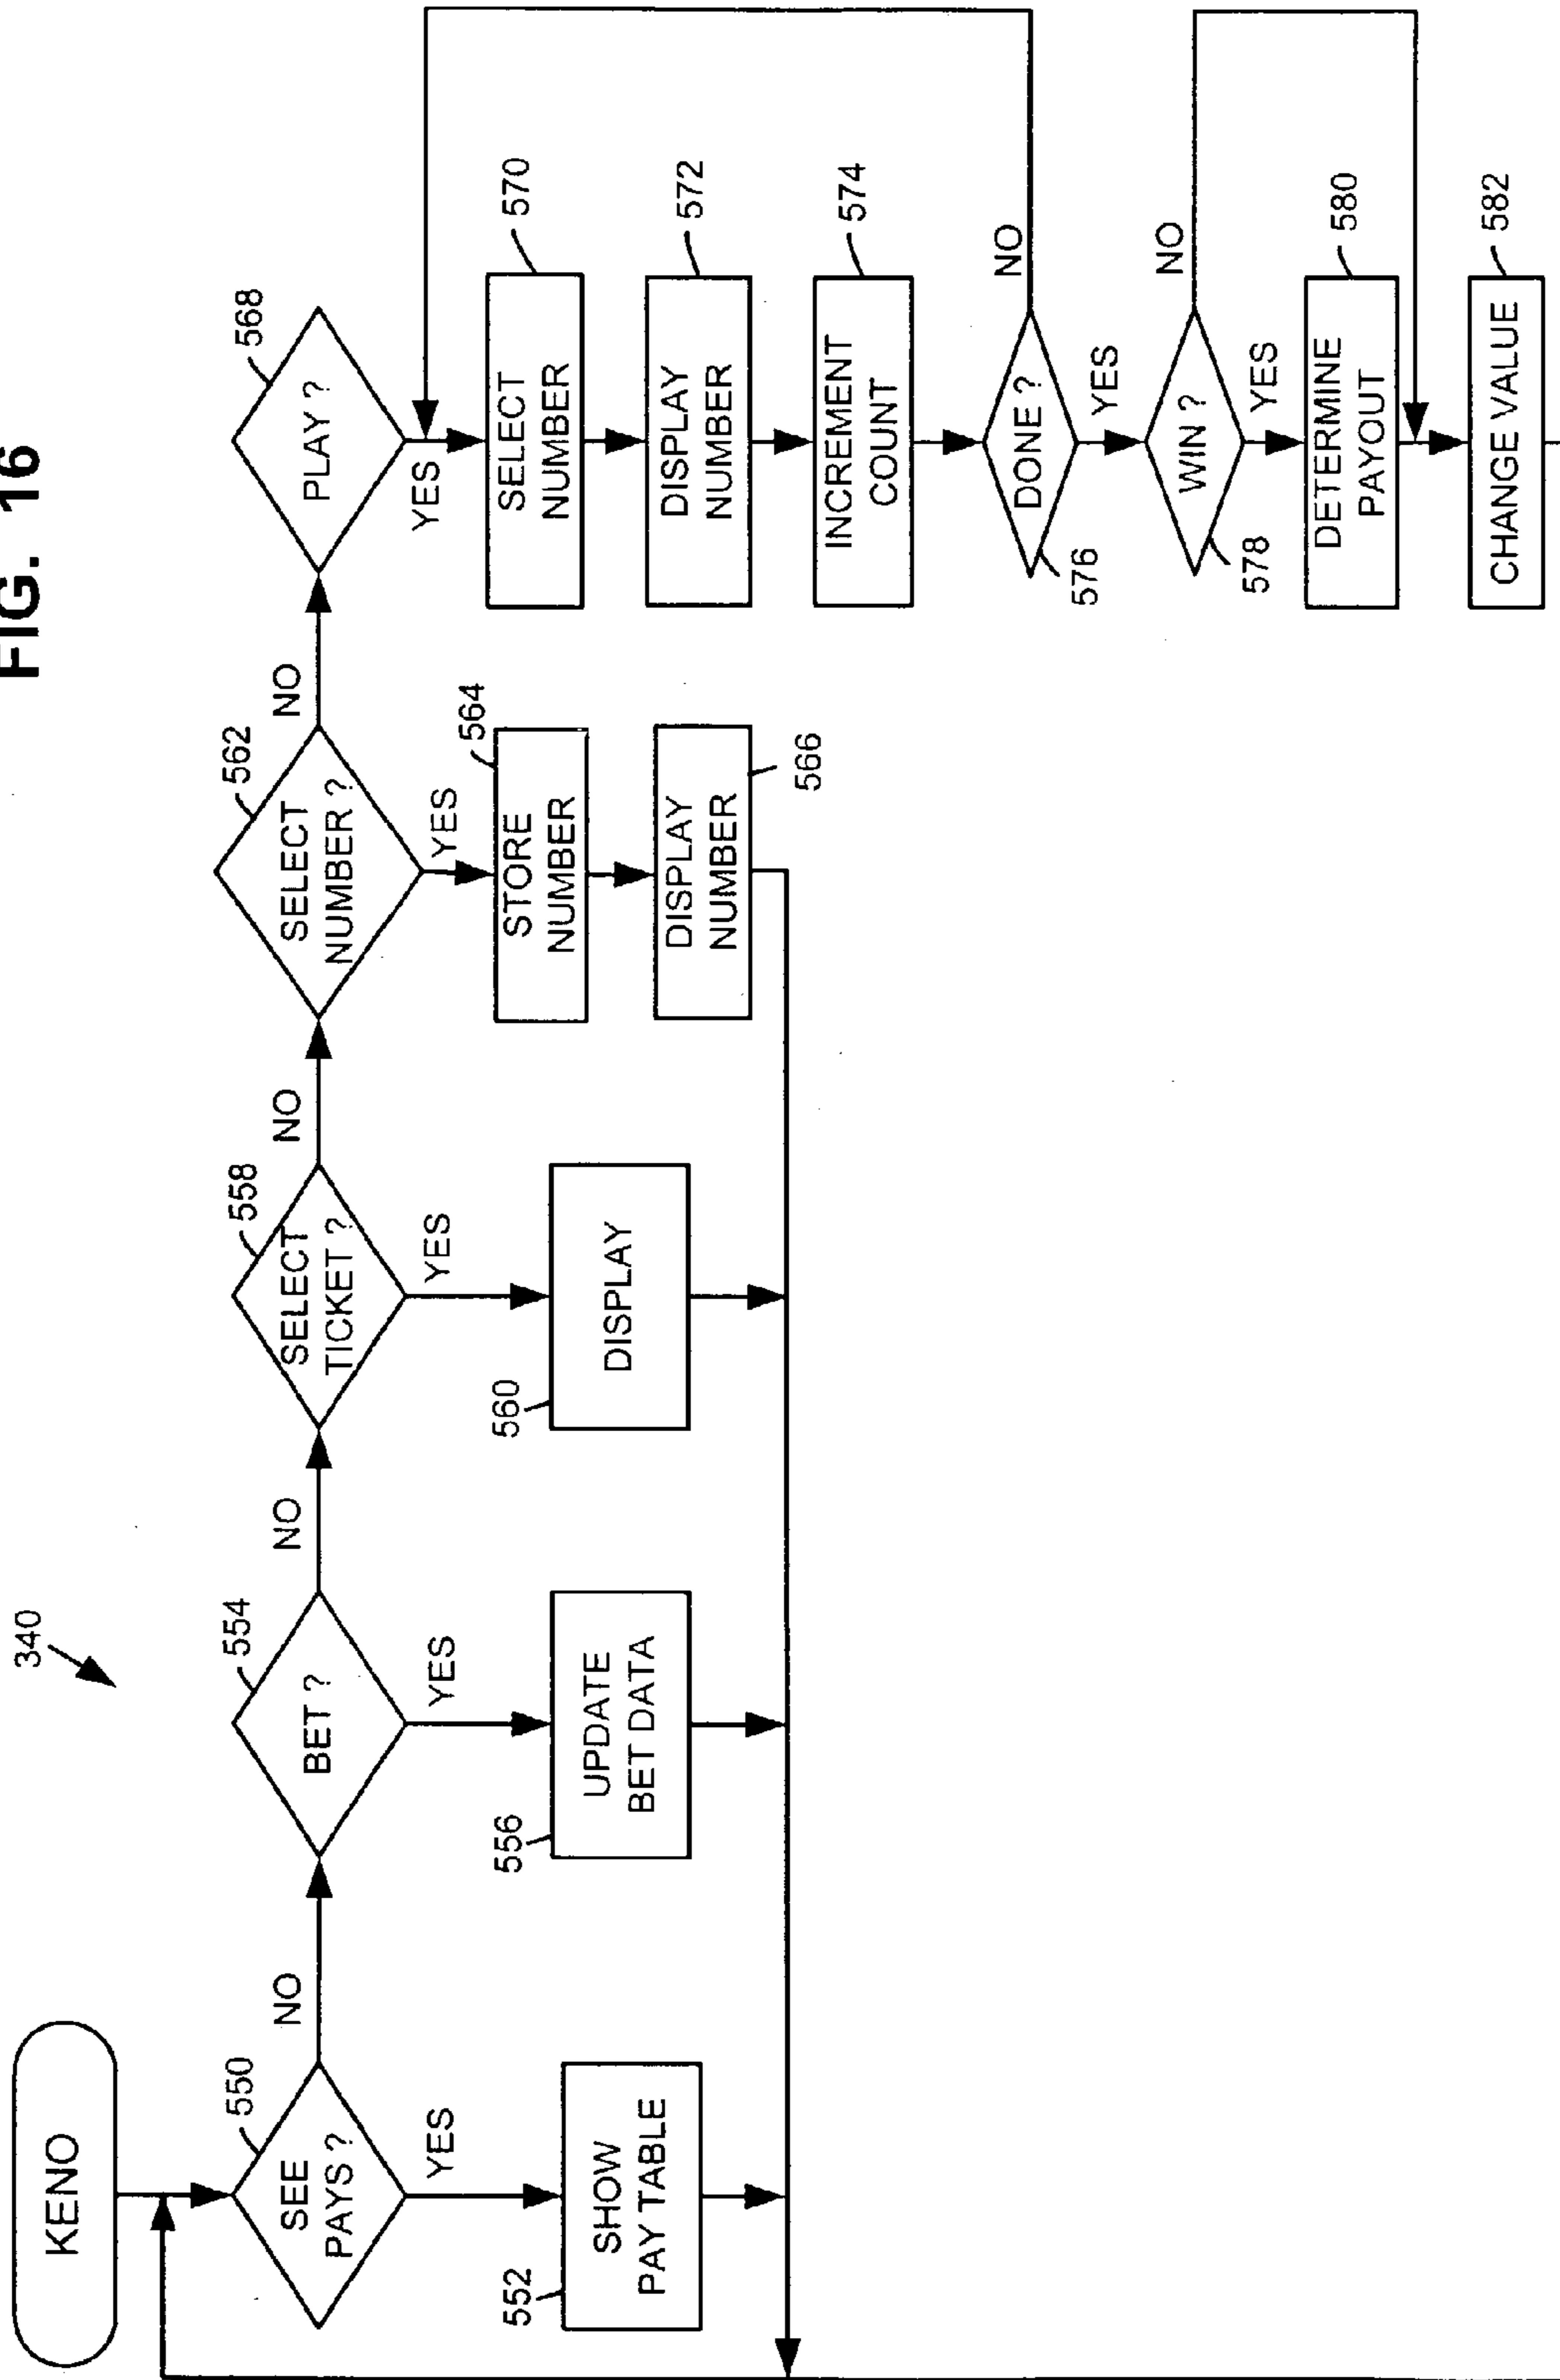 FIG. 16
340
KENO
550
SEE
PAYS ?
NO
YES
552
SHOW
PAY TABLE
554
BET ?
NO
YES
556
UPDATE
BET DATA
558
SELECT
TICKET ?
NO
YES
560
DISPLAY
562
SELECT
NUMBER ?
NO
YES
564
STORE
NUMBER
566
DISPLAY
NUMBER
568
PLAY ?
YES
570
SELECT
NUMBER
572
DISPLAY
NUMBER
574
INCREMENT
COUNT
576
DONE ?
NO
YES
578
WIN ?
NO
YES
580
DETERMINE
PAYOUT
582
CHANGE VALUE